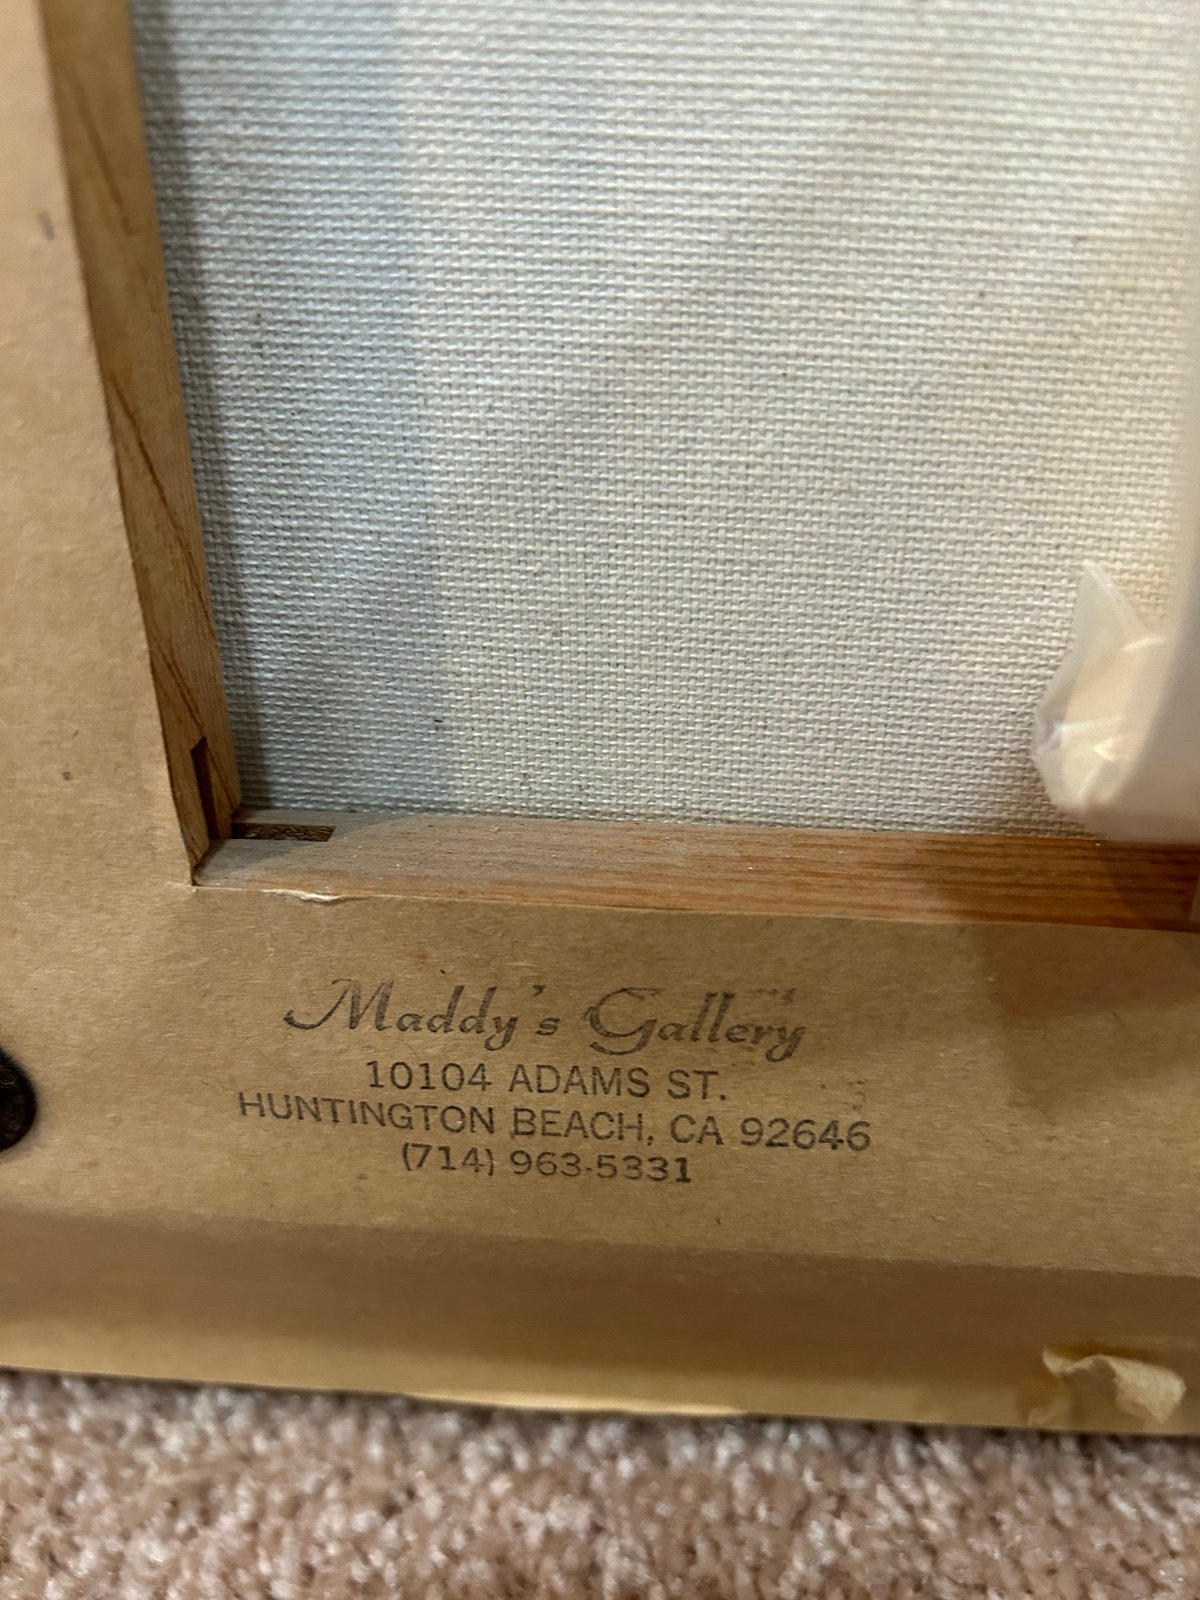 Maddy's Gallery
10104 ADAMS ST.
HUNTINGTON BEACH, CA 92646
(714) 963-5331